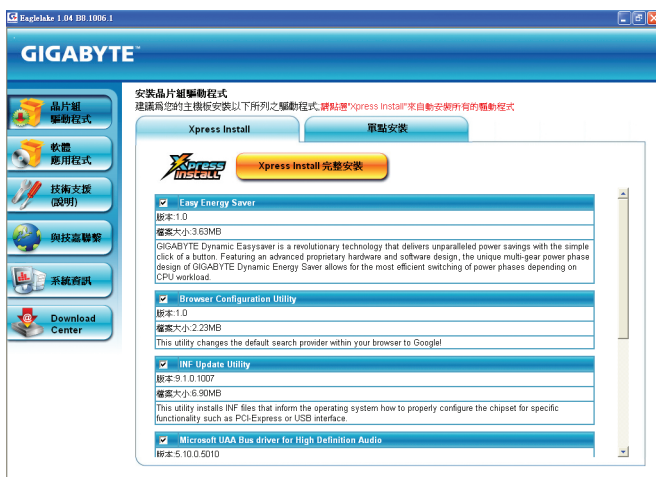 Eaglelake 1.04 B8.1006.1
GIGABYTE™
晶片組
驅動程式
軟體
應用程式
技術支援
(說明)
與技嘉聯繫
系統資訊
Download
Center
安裝晶片組驅動程式
建議為您的主機板安裝以下所列之驅動程式;請點選"Xpress Install"來自動安裝所有的驅動程式
Xpress Install
單點安裝
Xpress
INSTALL
Xpress Install 完整安裝
Easy Energy Saver
版本:1.0
檔案大小:3.63MB
GIGABYTE Dynamic Easysaver is a revolutionary technology that delivers unparalleled power savings with the simple
click of a button. Featuring an advanced proprietary hardware and software design, the unique multi-gear power phase
design of GIGABYTE Dynamic Energy Saver allows for the most efficient switching of power phases depending on
CPU workload.
Browser Configuration Utility
版本:1.0
檔案大小:2.23MB
This utility changes the default search provider within your browser to Google!
INF Update Utility
版本:9.1.0.1007
檔案大小:6.90MB
This utility installs INF files that inform the operating system how to properly configure the chipset for specific
functionality such as PCI-Express or USB interface.
Microsoft UAA Bus driver for High Definition Audio
版本:5.10.0.5010